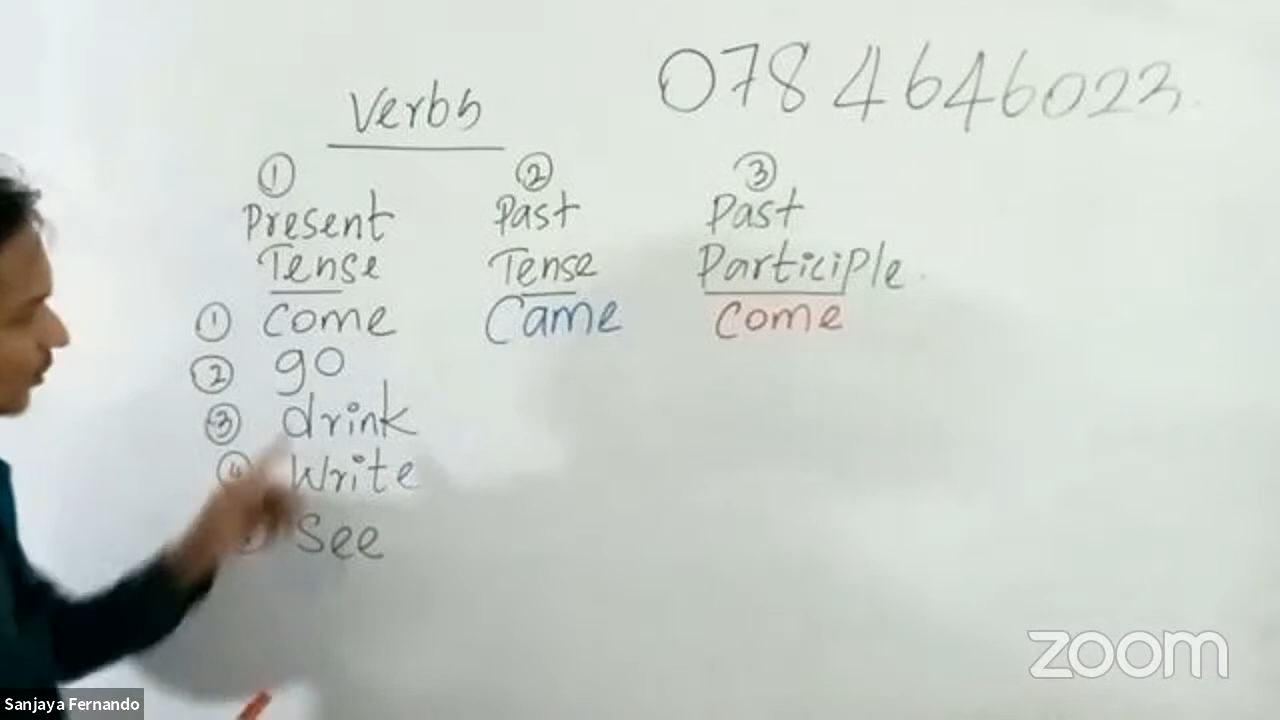 Verbs
0784646023
① ② ③
Present Past Past
Tense Tense Participle
① Come Came Come
② go
③ drink
④ Write
See
zoom
Sanjaya Fernando